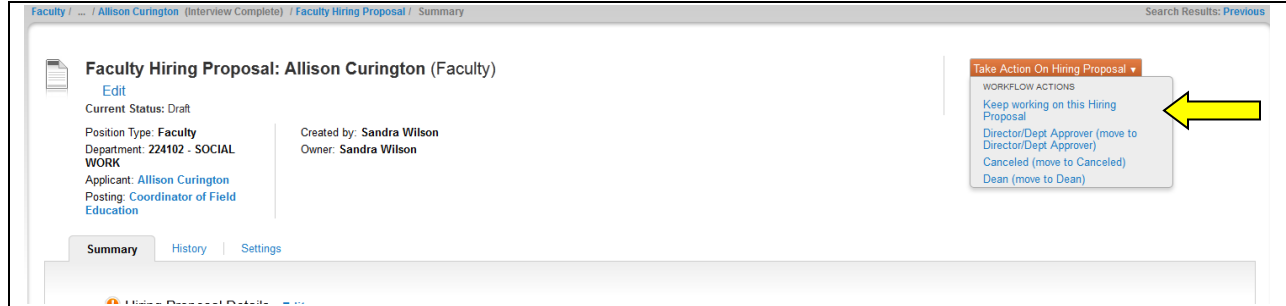 Faculty / ... / Allison Curington (Interview Complete) / Faculty Hiring Proposal / Summary
Search Results: Previous
Faculty Hiring Proposal: Allison Curington (Faculty)
Edit
Current Status: Draft
Position Type: Faculty
Department: 224102 - SOCIAL
WORK
Applicant: Allison Curington
Posting: Coordinator of Field
Education
Created by: Sandra Wilson
Owner: Sandra Wilson
Take Action On Hiring Proposal ▾
WORKFLOW ACTIONS
Keep working on this Hiring
Proposal
Director/Dept Approver (move to
Director/Dept Approver)
Canceled (move to Canceled)
Dean (move to Dean)
Summary
History
Settings
Hiring Proposal Details
Edit